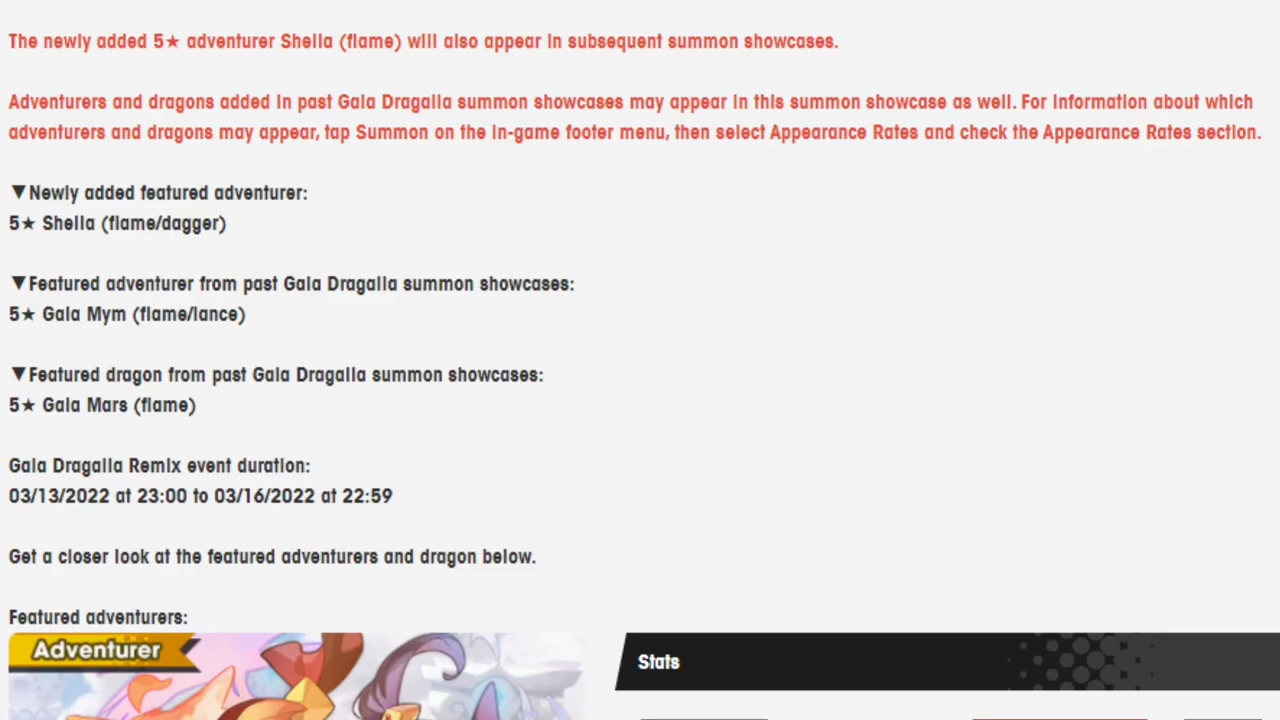 The newly added 5★ adventurer Sheila (flame) will also appear in subsequent summon showcases.
Adventurers and dragons added in past Gala Dragalia summon showcases may appear in this summon showcase as well. For information about which
adventurers and dragons may appear, tap Summon on the in-game footer menu, then select Appearance Rates and check the Appearance Rates section.
▼Newly added featured adventurer:
5★ Sheila (flame/dagger)
▼Featured adventurer from past Gala Dragalia summon showcases:
5★ Gala Mym (flame/lance)
▼Featured dragon from past Gala Dragalia summon showcases:
5★ Gala Mars (flame)
Gala Dragalia Remix event duration:
03/13/2022 at 23:00 to 03/16/2022 at 22:59
Get a closer look at the featured adventurers and dragon below.
Featured adventurers:
Adventurer
Stats